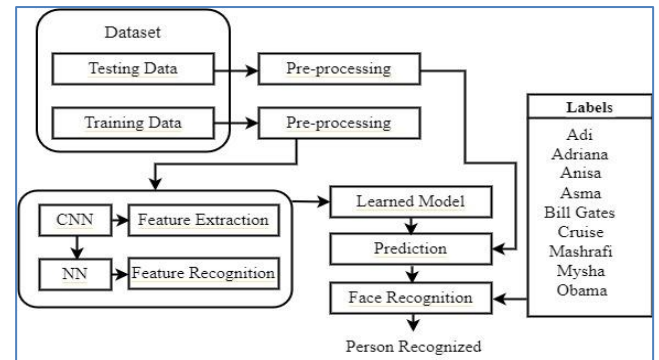 Dataset
Testing Data
Pre-processing
Training Data
Pre-processing
CNN
Feature Extraction
NN
Feature Recognition
Learned Model
Prediction
Face Recognition
Person Recognized
Labels
Adi
Adriana
Anisa
Asma
Bill Gates
Cruise
Mashrafi
Mysha
Obama